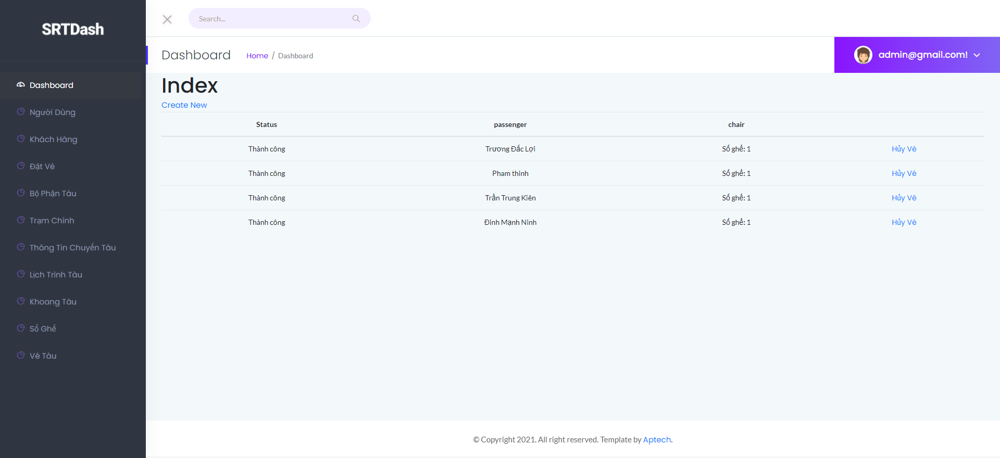 SRTDash
Dashboard
Người Dùng
Khách Hàng
Đặt Vé
Bộ Phận Tàu
Trạm Chính
Thông Tin Chuyến Tàu
Lịch Trình Tàu
Khoang Tàu
Số Ghế
Vé Tàu
Search...
Dashboard Home / Dashboard
admin@gmail.com!
Index
Create New
Status passenger chair
Thành công Trương Đắc Lợi Số ghế: 1 Hủy Vé
Thành công Pham thinh Số ghế: 1 Hủy Vé
Thành công Trần Trung Kiên Số ghế: 1 Hủy Vé
Thành công Đinh Mạnh Ninh Số ghế: 1 Hủy Vé
© Copyright 2021. All right reserved. Template by Aptech.